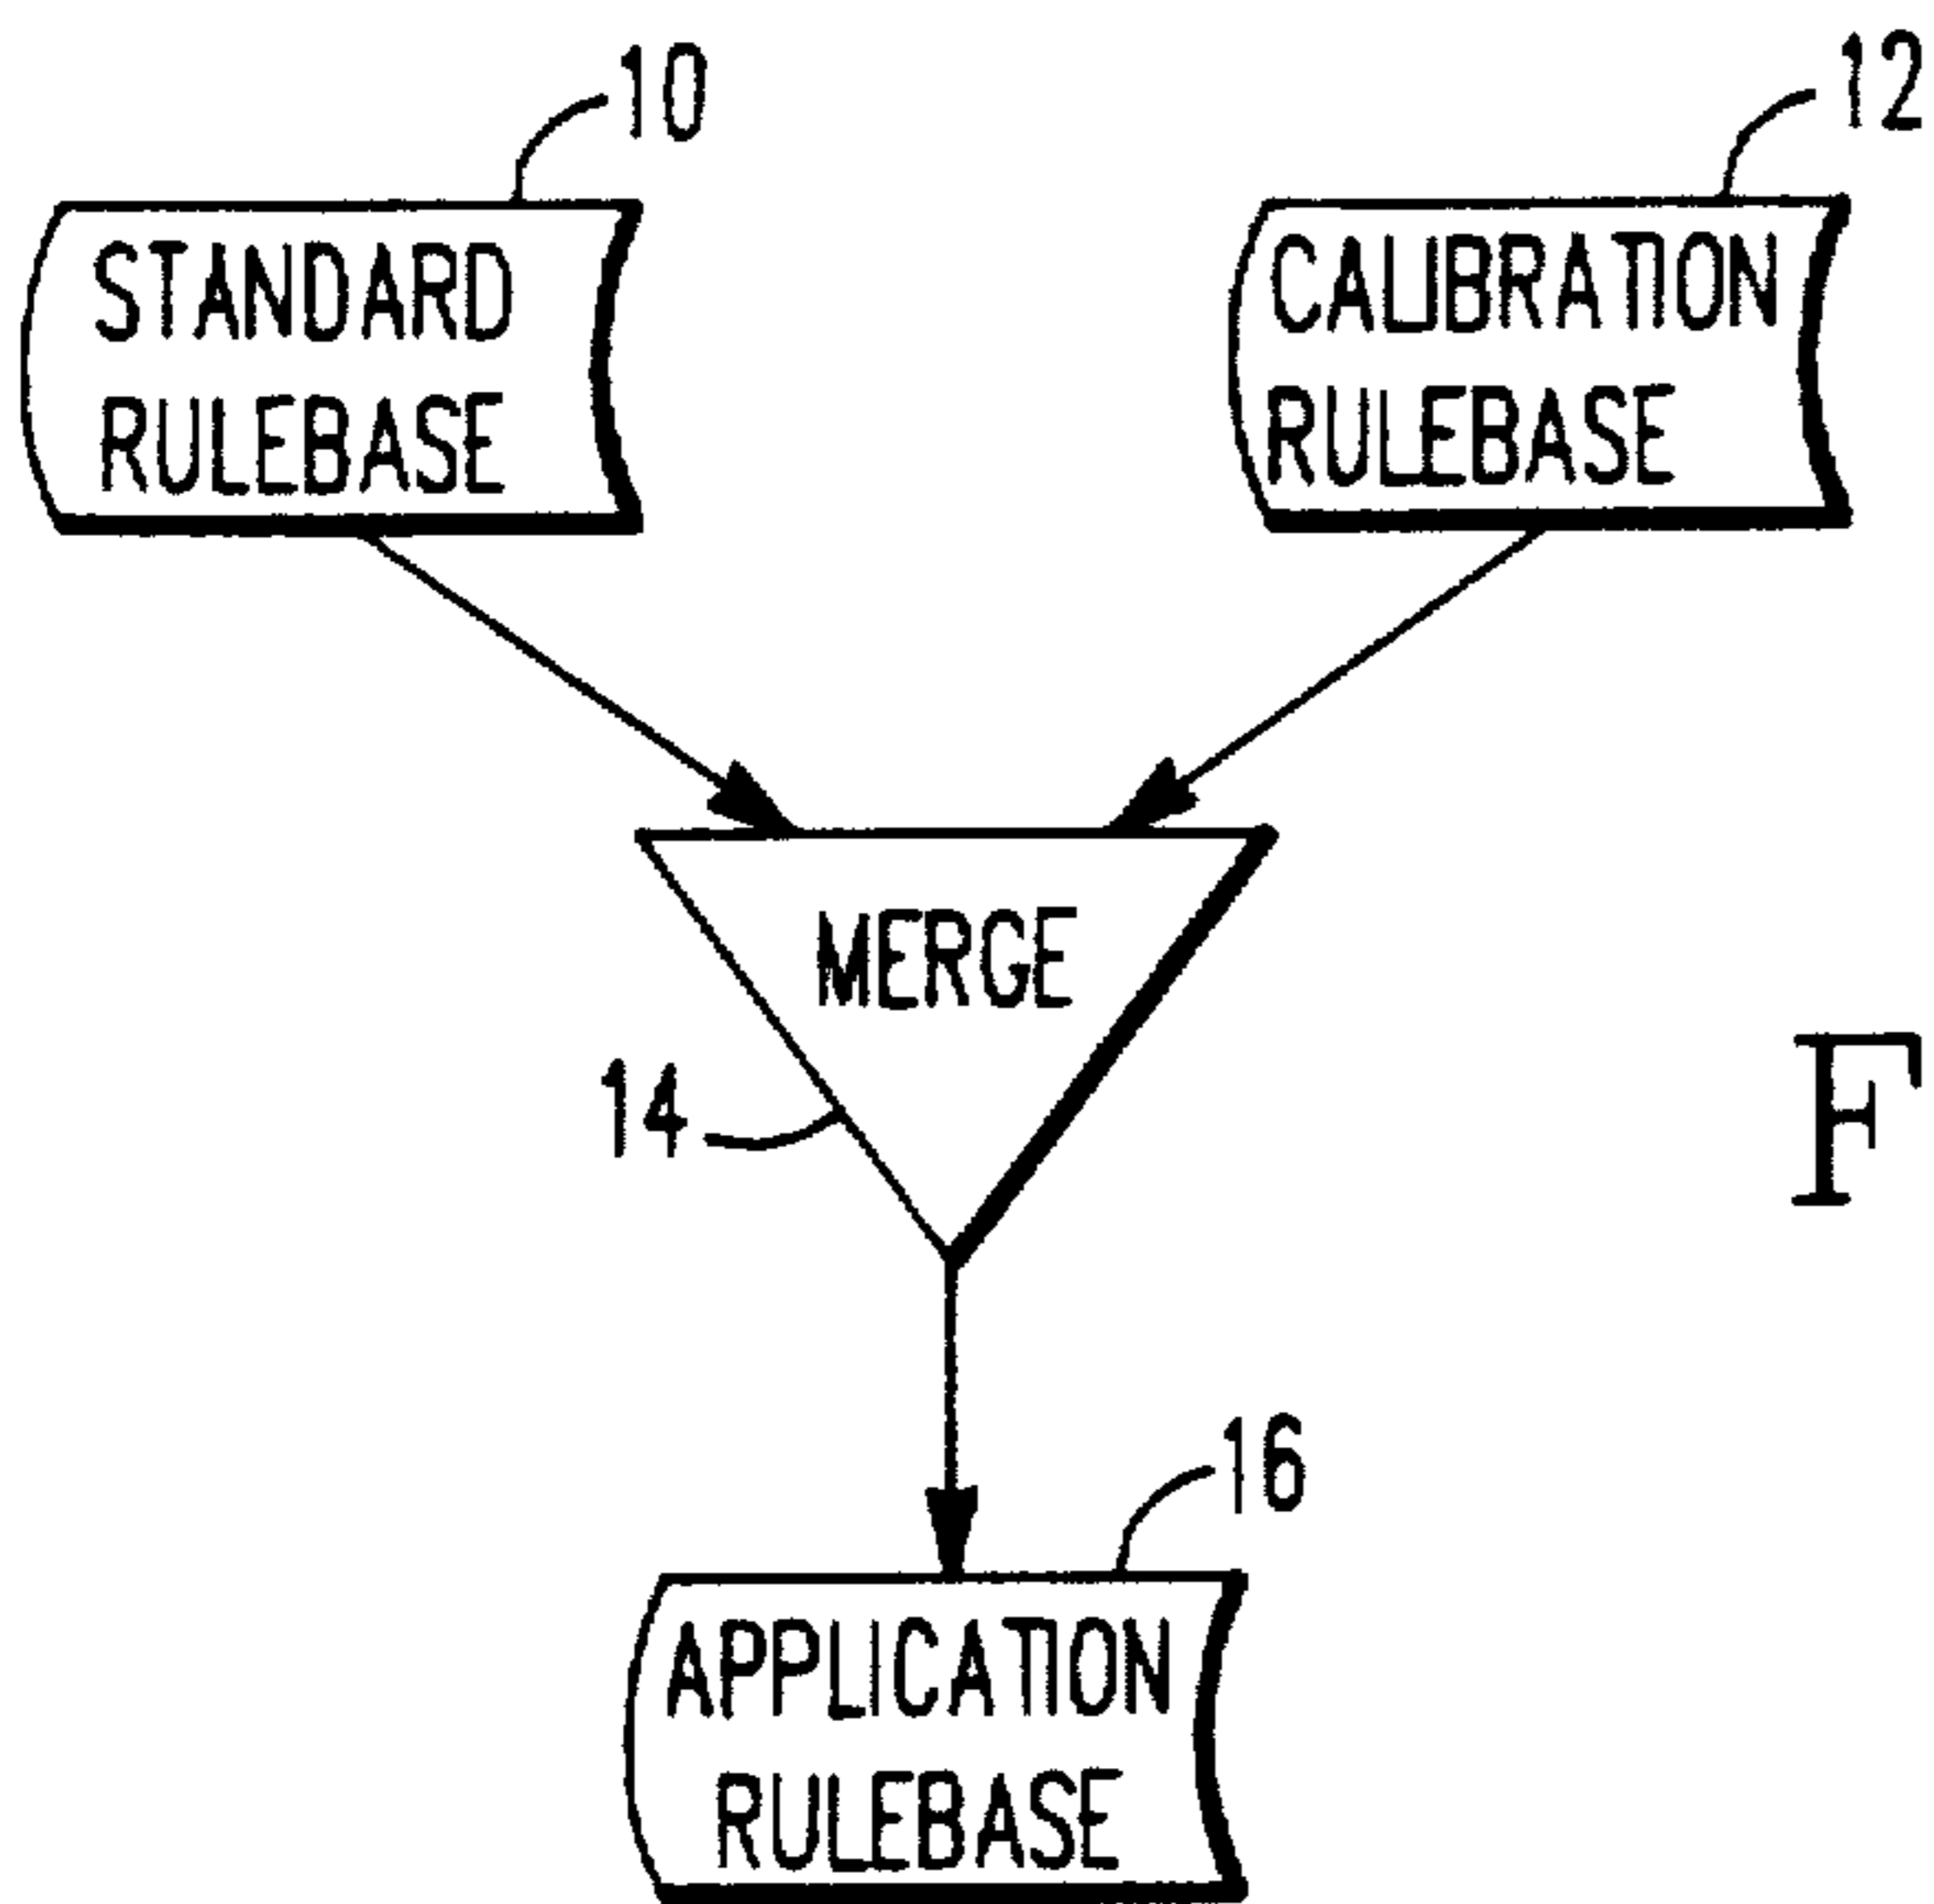 10
12
STANDARD
RULEBASE
CALIBRATION
RULEBASE
MERGE
14
F
16
APPLICATION
RULEBASE